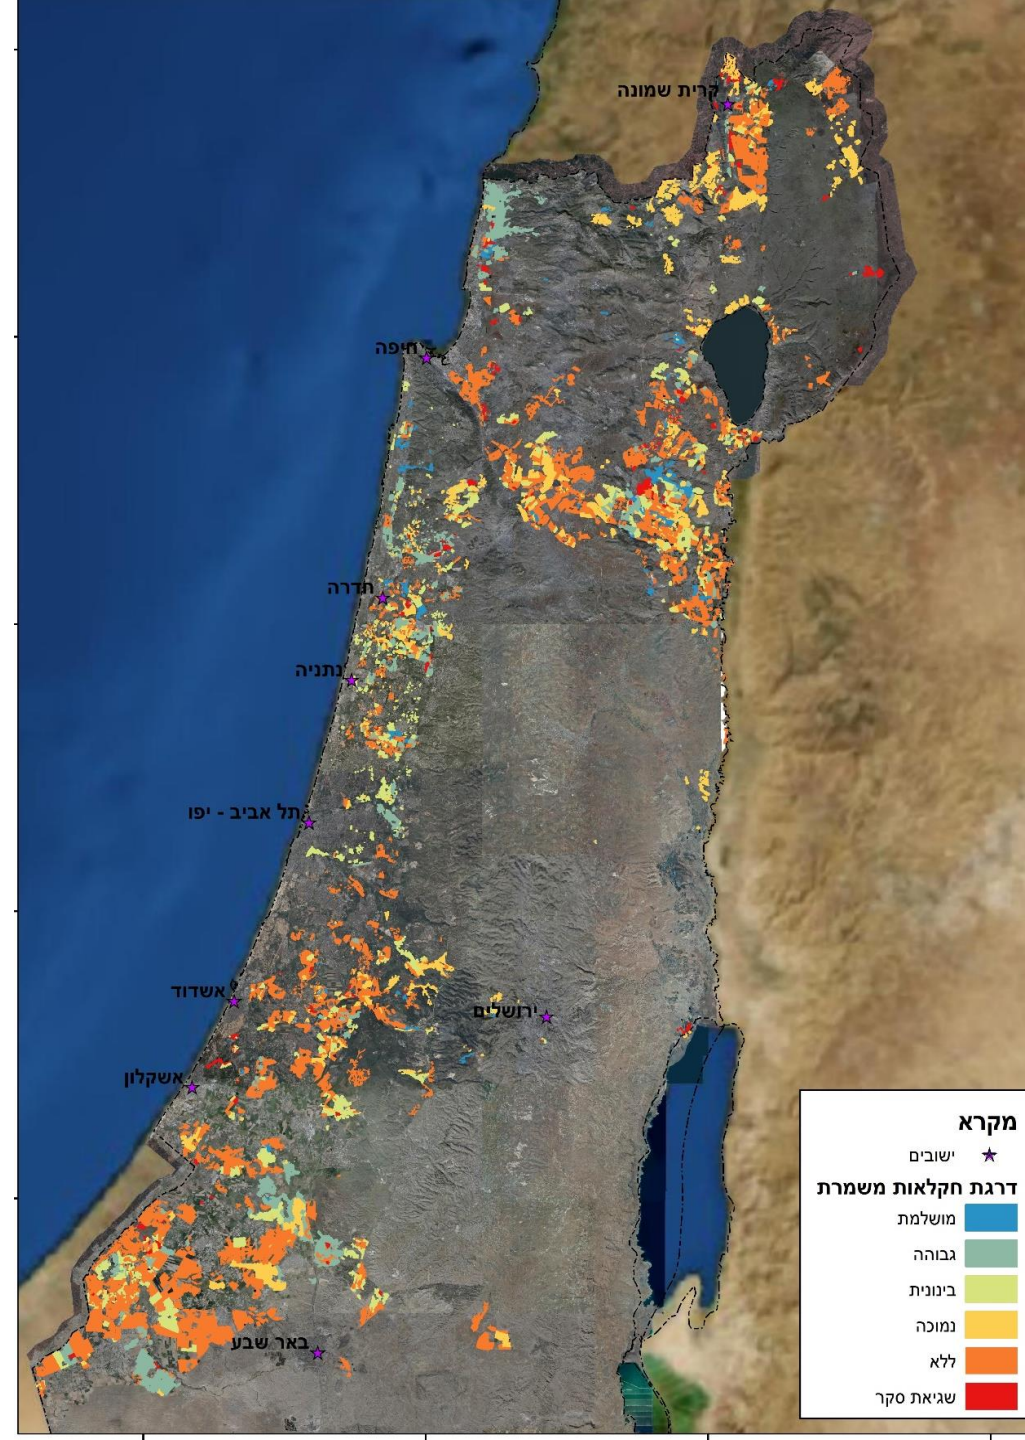 קרית שמונה
חיפה
חדרה
נתניה
תל אביב - יפו
אשדוד
ירושלים
אשקלון
באר שבע
מקרא
ישובים
דרגת חקלאות משמרת
מושלמת
גבוהה
בינונית
נמוכה
ללא
שגיאת סקר